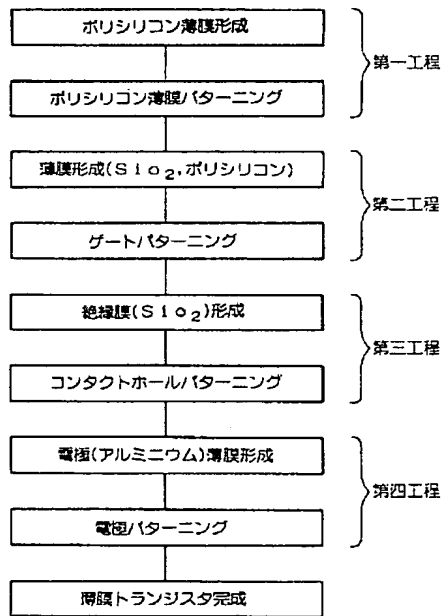 ポリシリコン薄膜形成
ポリシリコン薄膜パターニング
第一工程
薄膜形成(SiO₂,ポリシリコン)
ゲートパターニング
第二工程
絶縁膜(SiO₂)形成
コンタクトホールパターニング
第三工程
電極(アルミニウム)薄膜形成
電極パターニング
第四工程
薄膜トランジスタ完成